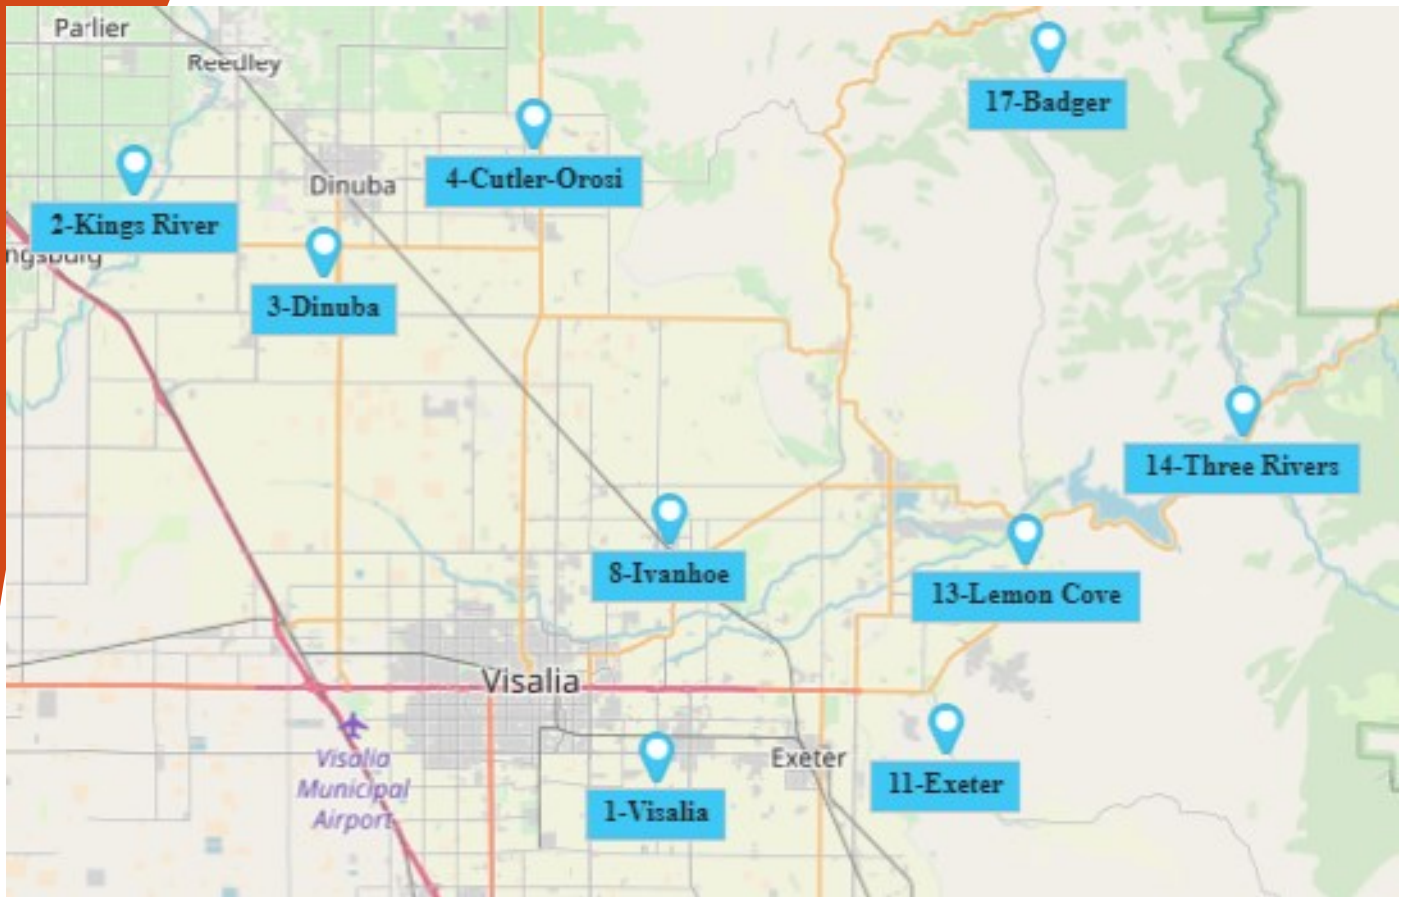 Parlier
Reedley
17-Badger
4-Cutler-Orosi
Dinuba
2-Kings River
ngsburg
3-Dinuba
14-Three Rivers
8-Ivanhoe
13-Lemon Cove
Visalia
Visalia
Municipal
Airport
Exeter
11-Exeter
1-Visalia